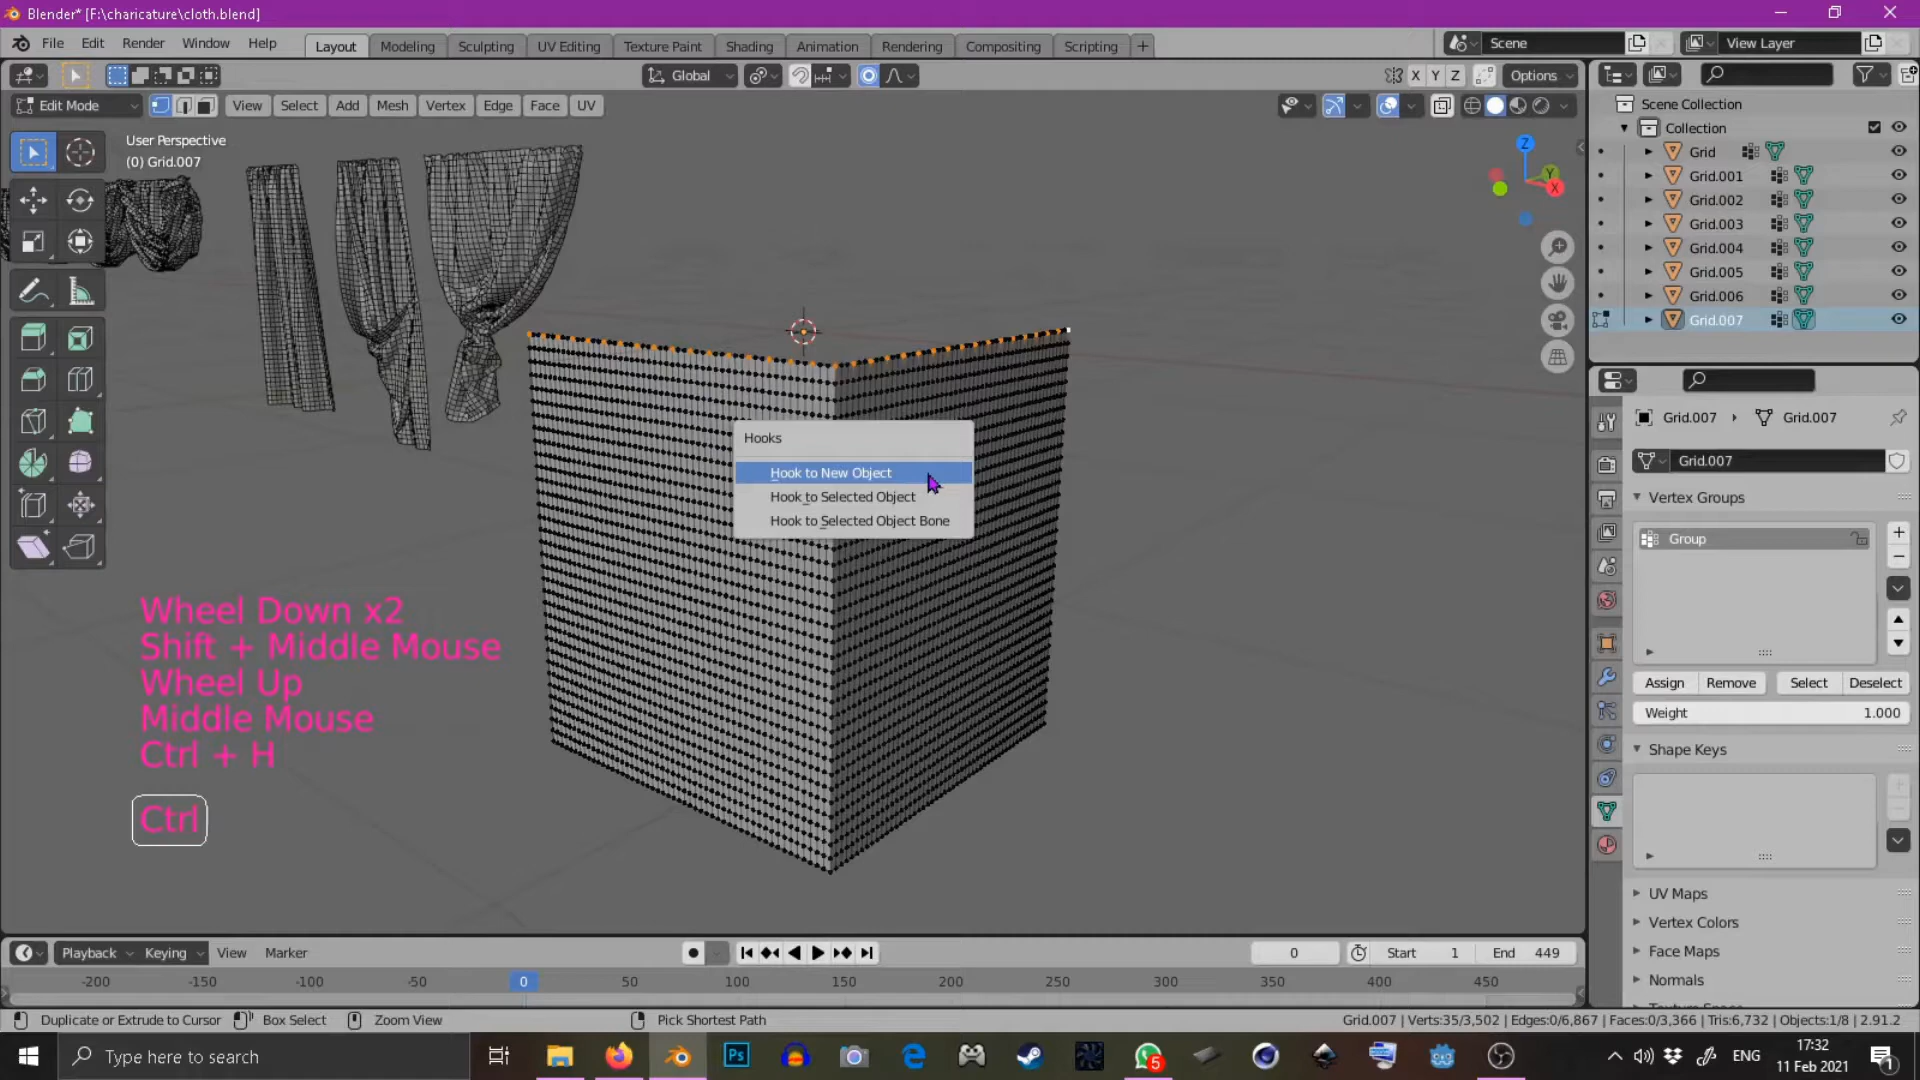 Blender* [F:\charicature\cloth.blend]
File Edit Render Window Help Layout Modeling Sculpting UV Editing Texture Paint Shading Animation Rendering Compositing Scripting + Scene View Layer
Global X Y Z Options
Edit Mode View Select Add Mesh Vertex Edge Face UV
Scene Collection
Collection
Grid
Grid.001
Grid.002
Grid.003
Grid.004
Grid.005
Grid.006
Grid.007
User Perspective
(0) Grid.007
Z
Y
X
Hooks
Hook to New Object
Hook to Selected Object
Hook to Selected Object Bone
Wheel Down x2
Shift + Middle Mouse
Wheel Up
Middle Mouse
Ctrl + H
Ctrl
Grid.007 Grid.007
Grid.007
Vertex Groups
Group
Assign Remove Select Deselect
Weight 1.000
Shape Keys
UV Maps
Vertex Colors
Face Maps
Normals
Playback Keying View Marker 0 Start 1 End 449
-200 -150 -100 -50 0 50 100 150 200 250 300 350 400 450
Duplicate or Extrude to Cursor Box Select Zoom View Pick Shortest Path Grid.007 | Verts:35/3,502 | Edges:0/6,867 | Faces:0/3,366 | Tris:6,732 | Objects:1/8 | 2.91.2
Type here to search Ps 5 ENG 17:32
11 Feb 2021 1